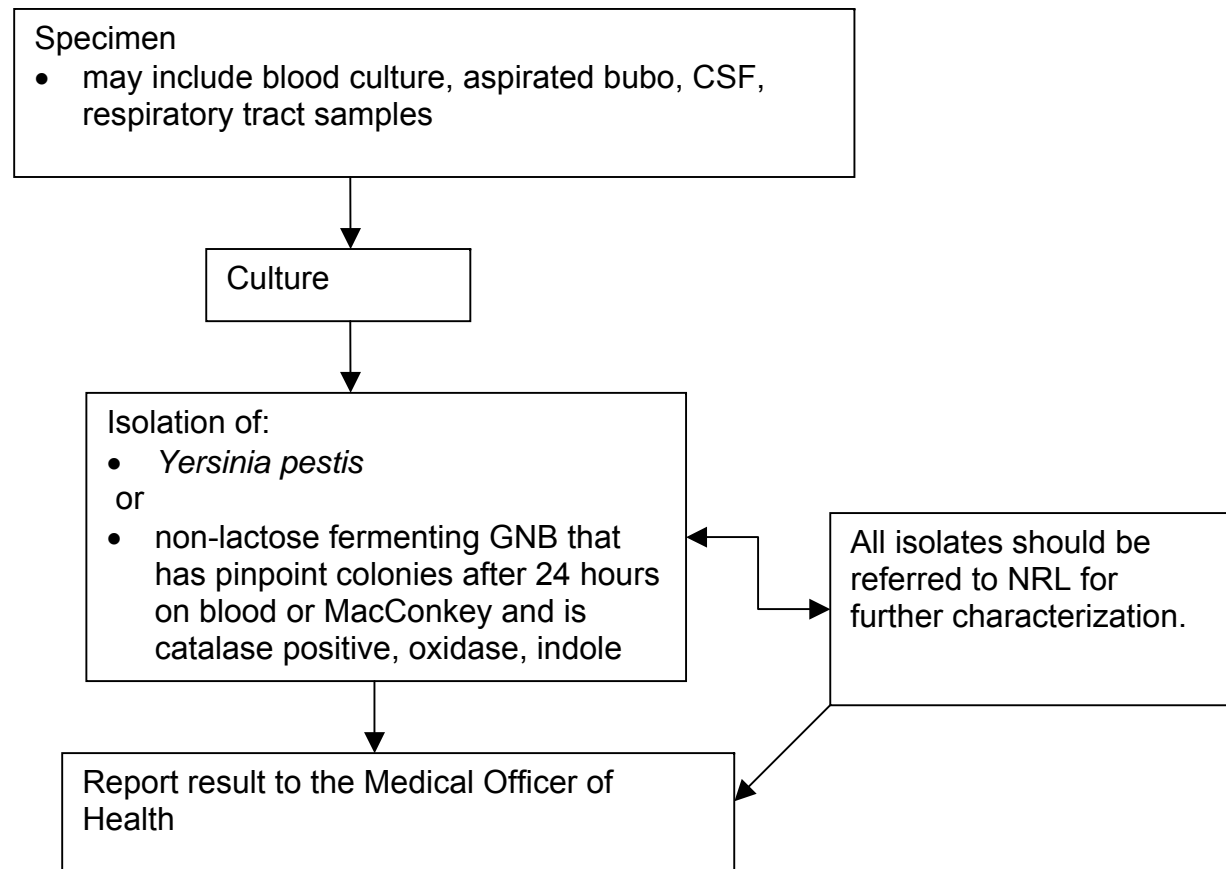 Specimen
• may include blood culture, aspirated bubo, CSF,
respiratory tract samples
Culture
Isolation of:
• Yersinia pestis
or
• non-lactose fermenting GNB that
has pinpoint colonies after 24 hours
on blood or MacConkey and is
catalase positive, oxidase, indole
All isolates should be
referred to NRL for
further characterization.
Report result to the Medical Officer of
Health